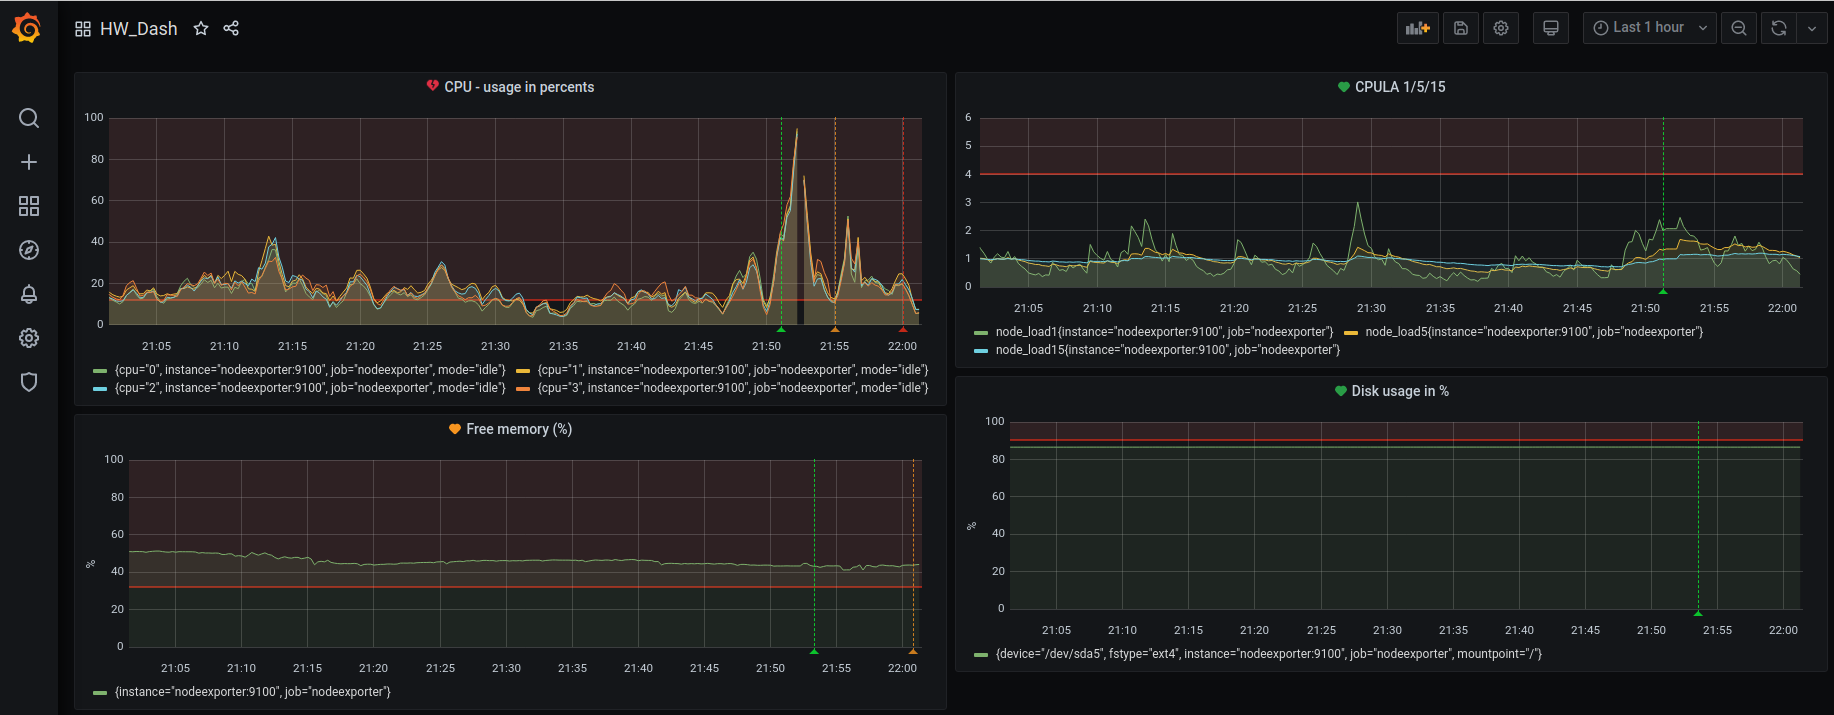 HW_Dash
Last 1 hour
CPU - usage in percents
100
80
60
40
20
0
21:05 21:10 21:15 21:20 21:25 21:30 21:35 21:40 21:45 21:50 21:55 22:00
{cpu="0", instance="nodeexporter:9100", job="nodeexporter", mode="idle"} {cpu="1", instance="nodeexporter:9100", job="nodeexporter", mode="idle"}
{cpu="2", instance="nodeexporter:9100", job="nodeexporter", mode="idle"} {cpu="3", instance="nodeexporter:9100", job="nodeexporter", mode="idle"}
CPULA 1/5/15
6
5
4
3
2
1
0
21:05 21:10 21:15 21:20 21:25 21:30 21:35 21:40 21:45 21:50 21:55 22:00
node_load1{instance="nodeexporter:9100", job="nodeexporter"} node_load5{instance="nodeexporter:9100", job="nodeexporter"}
node_load15{instance="nodeexporter:9100", job="nodeexporter"}
Free memory (%)
100
80
60
40
20
0
%
21:05 21:10 21:15 21:20 21:25 21:30 21:35 21:40 21:45 21:50 21:55 22:00
{instance="nodeexporter:9100", job="nodeexporter"}
Disk usage in %
100
80
60
40
20
0
%
21:05 21:10 21:15 21:20 21:25 21:30 21:35 21:40 21:45 21:50 21:55 22:00
{device="/dev/sda5", fstype="ext4", instance="nodeexporter:9100", job="nodeexporter", mountpoint="/"}